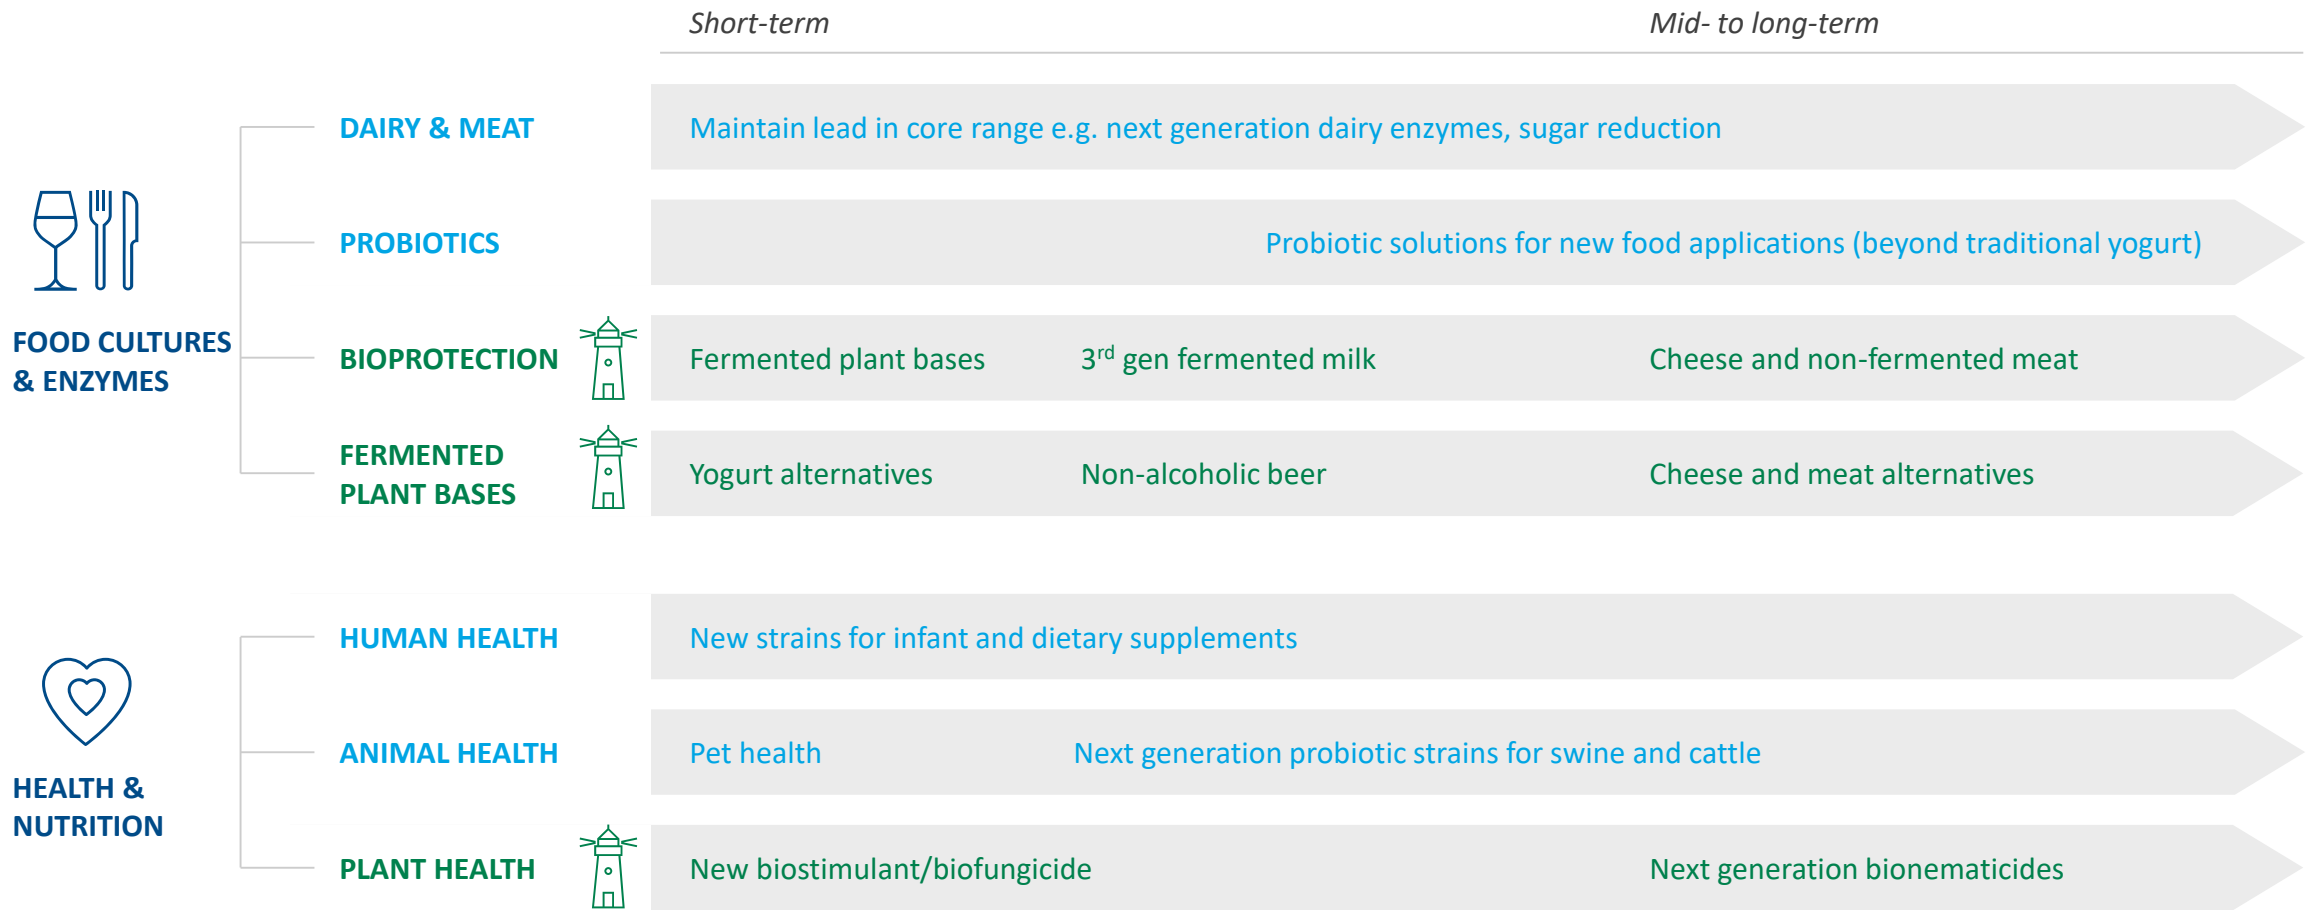 Short-term
Mid- to long-term
DAIRY & MEAT
Maintain lead in core range e.g. next generation dairy enzymes, sugar reduction
PROBIOTICS
Probiotic solutions for new food applications (beyond traditional yogurt)
FOOD CULTURES
& ENZYMES
BIOPROTECTION
Fermented plant bases
3rd gen fermented milk
Cheese and non-fermented meat
FERMENTED
PLANT BASES
Yogurt alternatives
Non-alcoholic beer
Cheese and meat alternatives
HUMAN HEALTH
New strains for infant and dietary supplements
ANIMAL HEALTH
Pet health
Next generation probiotic strains for swine and cattle
HEALTH &
NUTRITION
PLANT HEALTH
New biostimulant/biofungicide
Next generation bionematicides